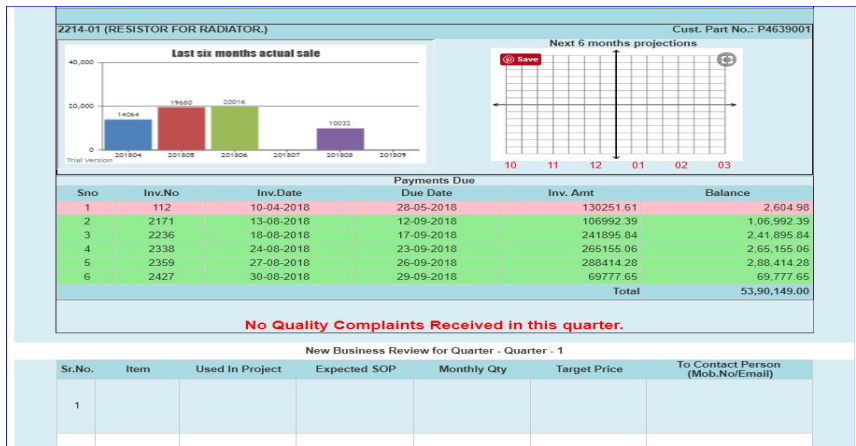 2214-01 (RESISTOR FOR RADIATOR.) Cust. Part No.: P4639001
Last six months actual sale
Next 6 months projections
Save
40,000
20,000
0
14064
19680
20016
10032
201804 201805 201806 201807 201808 201809
Trial Version
10 11 12 01 02 03
Payments Due
Sno Inv.No Inv.Date Due Date Inv. Amt Balance
1 112 10-04-2018 28-05-2018 130251.61 2,604.98
2 2171 13-08-2018 12-09-2018 106992.39 1,06,992.39
3 2236 18-08-2018 17-09-2018 241895.84 2,41,895.84
4 2338 24-08-2018 23-09-2018 265155.06 2,65,155.06
5 2359 27-08-2018 26-09-2018 288414.28 2,88,414.28
6 2427 30-08-2018 29-09-2018 69777.65 69,777.65
Total 53,90,149.00
No Quality Complaints Received in this quarter.
New Business Review for Quarter - Quarter - 1
Sr.No. Item Used In Project Expected SOP Monthly Qty Target Price To Contact Person
(Mob.No/Email)
1